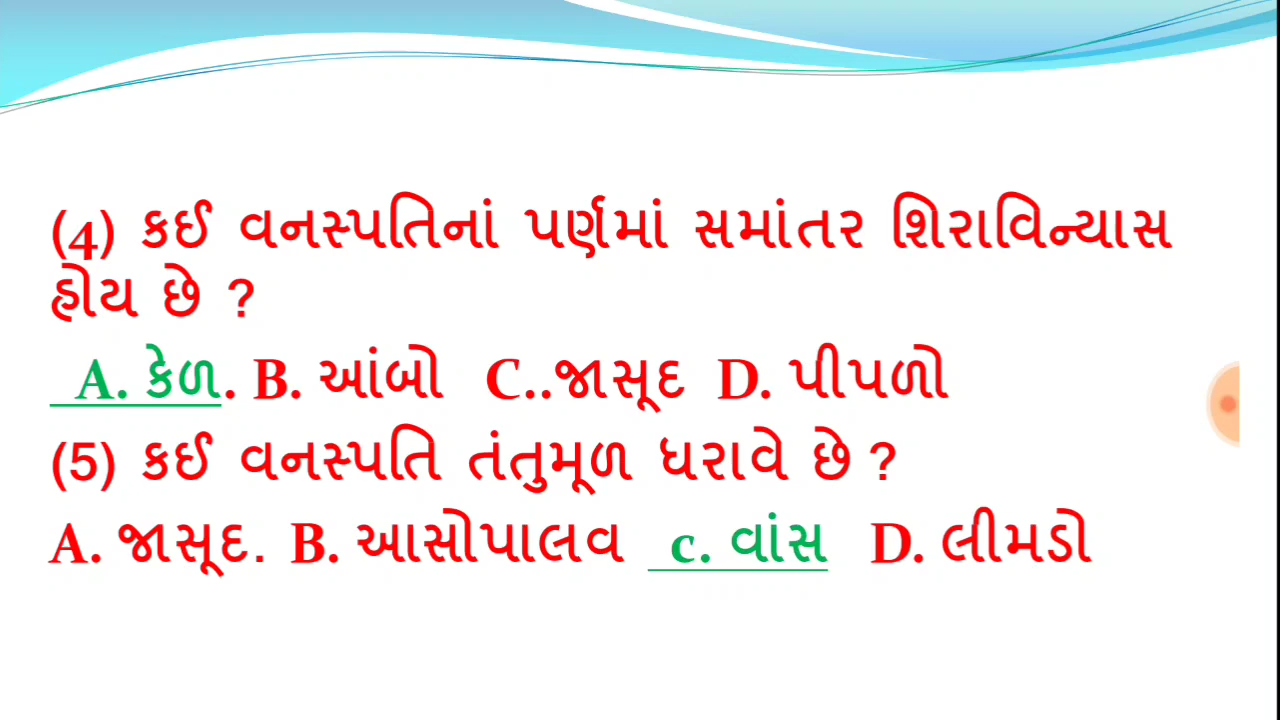 (4) કઈ વનસ્પતિનાં પર્ણમાં સમાંતર શિરાવિન્યાસ
હોય છે ?
A. કેળ. B. આંબો C..જાસૂદ D. પીપળો
(5) કઈ વનસ્પતિ તંતુમૂળ ધરાવે છે ?
A. જાસૂદ. B. આસોપાલવ c. વાંસ D. લીમડો